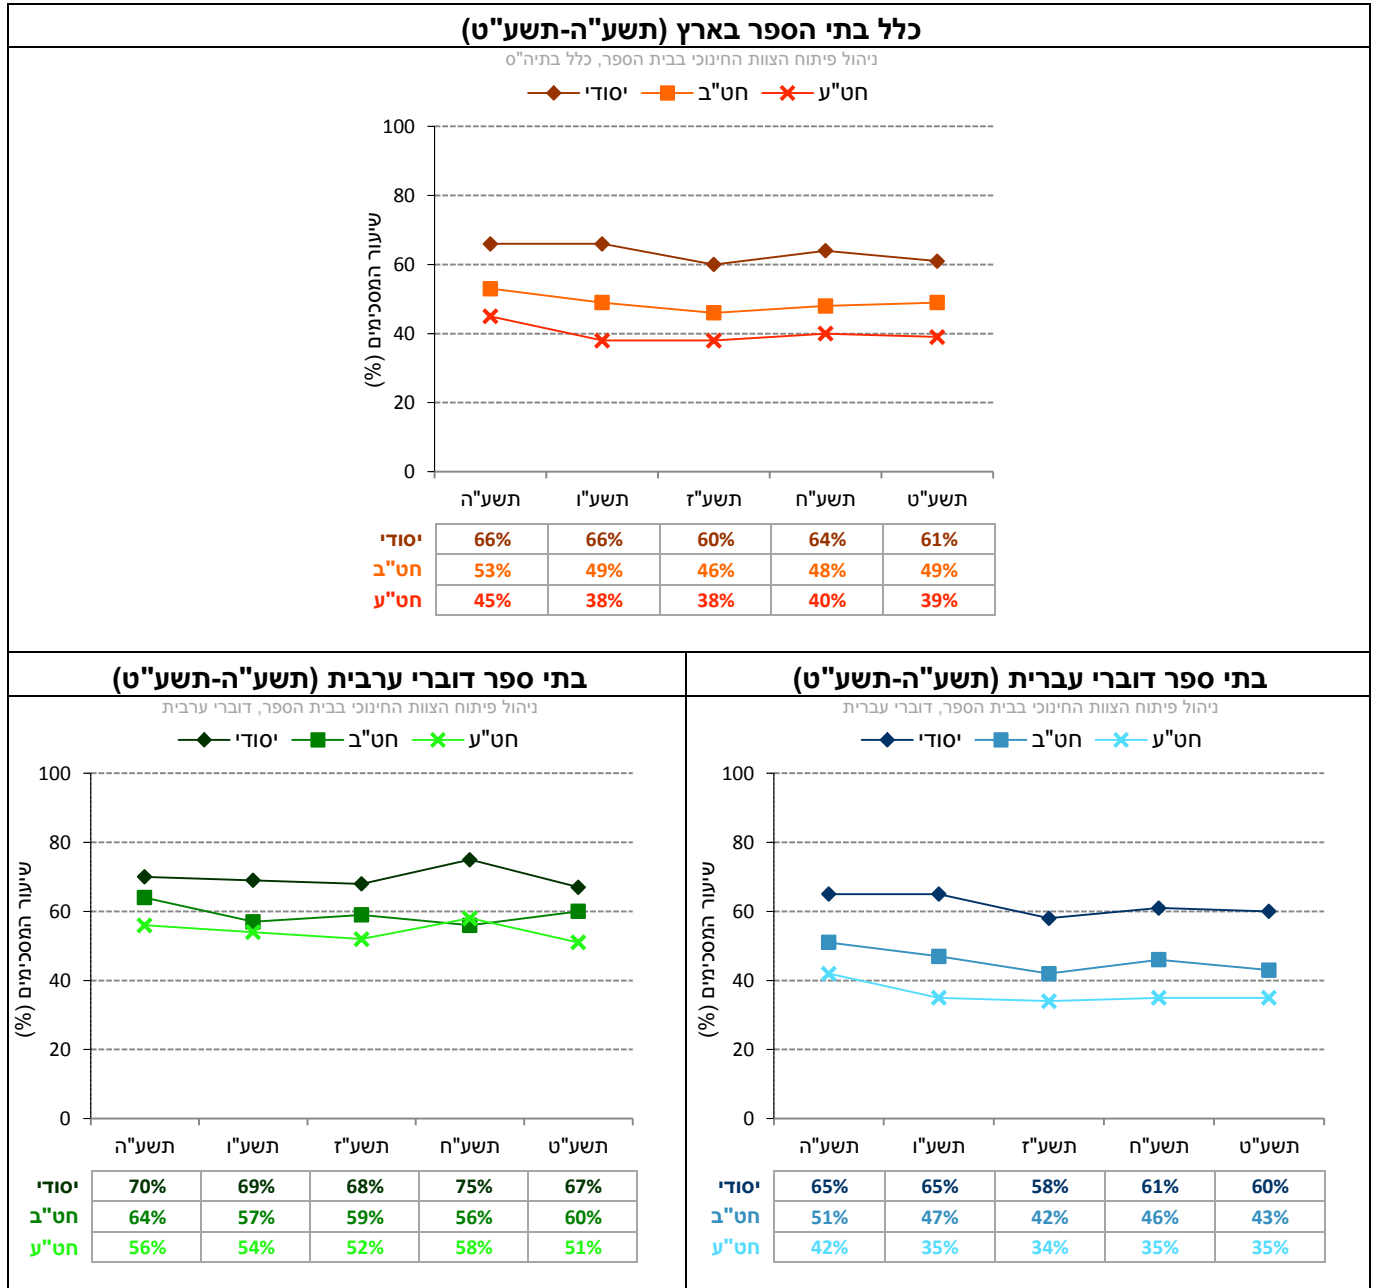 כלל בתי הספר בארץ (תשע"ה-תשע"ט)
ניהול פיתוח הצוות החינוכי בבית הספר, כלל בתיה"ס
יסודי חט"ב חט"ע
שיעור המסכימים (%)
100
80
60
40
20
0
תשע"ה תשע"ו תשע"ז תשע"ח תשע"ט
יסודי 66% 66% 60% 64% 61%
חט"ב 53% 49% 46% 48% 49%
חט"ע 45% 38% 38% 40% 39%
בתי ספר דוברי עברית (תשע"ה-תשע"ט)
ניהול פיתוח הצוות החינוכי בבית הספר, דוברי עברית
יסודי חט"ב חט"ע
שיעור המסכימים (%)
100
80
60
40
20
0
תשע"ה תשע"ו תשע"ז תשע"ח תשע"ט
יסודי 65% 65% 58% 61% 60%
חט"ב 51% 47% 42% 46% 43%
חט"ע 42% 35% 34% 35% 35%
בתי ספר דוברי ערבית (תשע"ה-תשע"ט)
ניהול פיתוח הצוות החינוכי בבית הספר, דוברי ערבית
יסודי חט"ב חט"ע
שיעור המסכימים (%)
100
80
60
40
20
0
תשע"ה תשע"ו תשע"ז תשע"ח תשע"ט
יסודי 70% 69% 68% 75% 67%
חט"ב 64% 57% 59% 56% 60%
חט"ע 56% 54% 52% 58% 51%